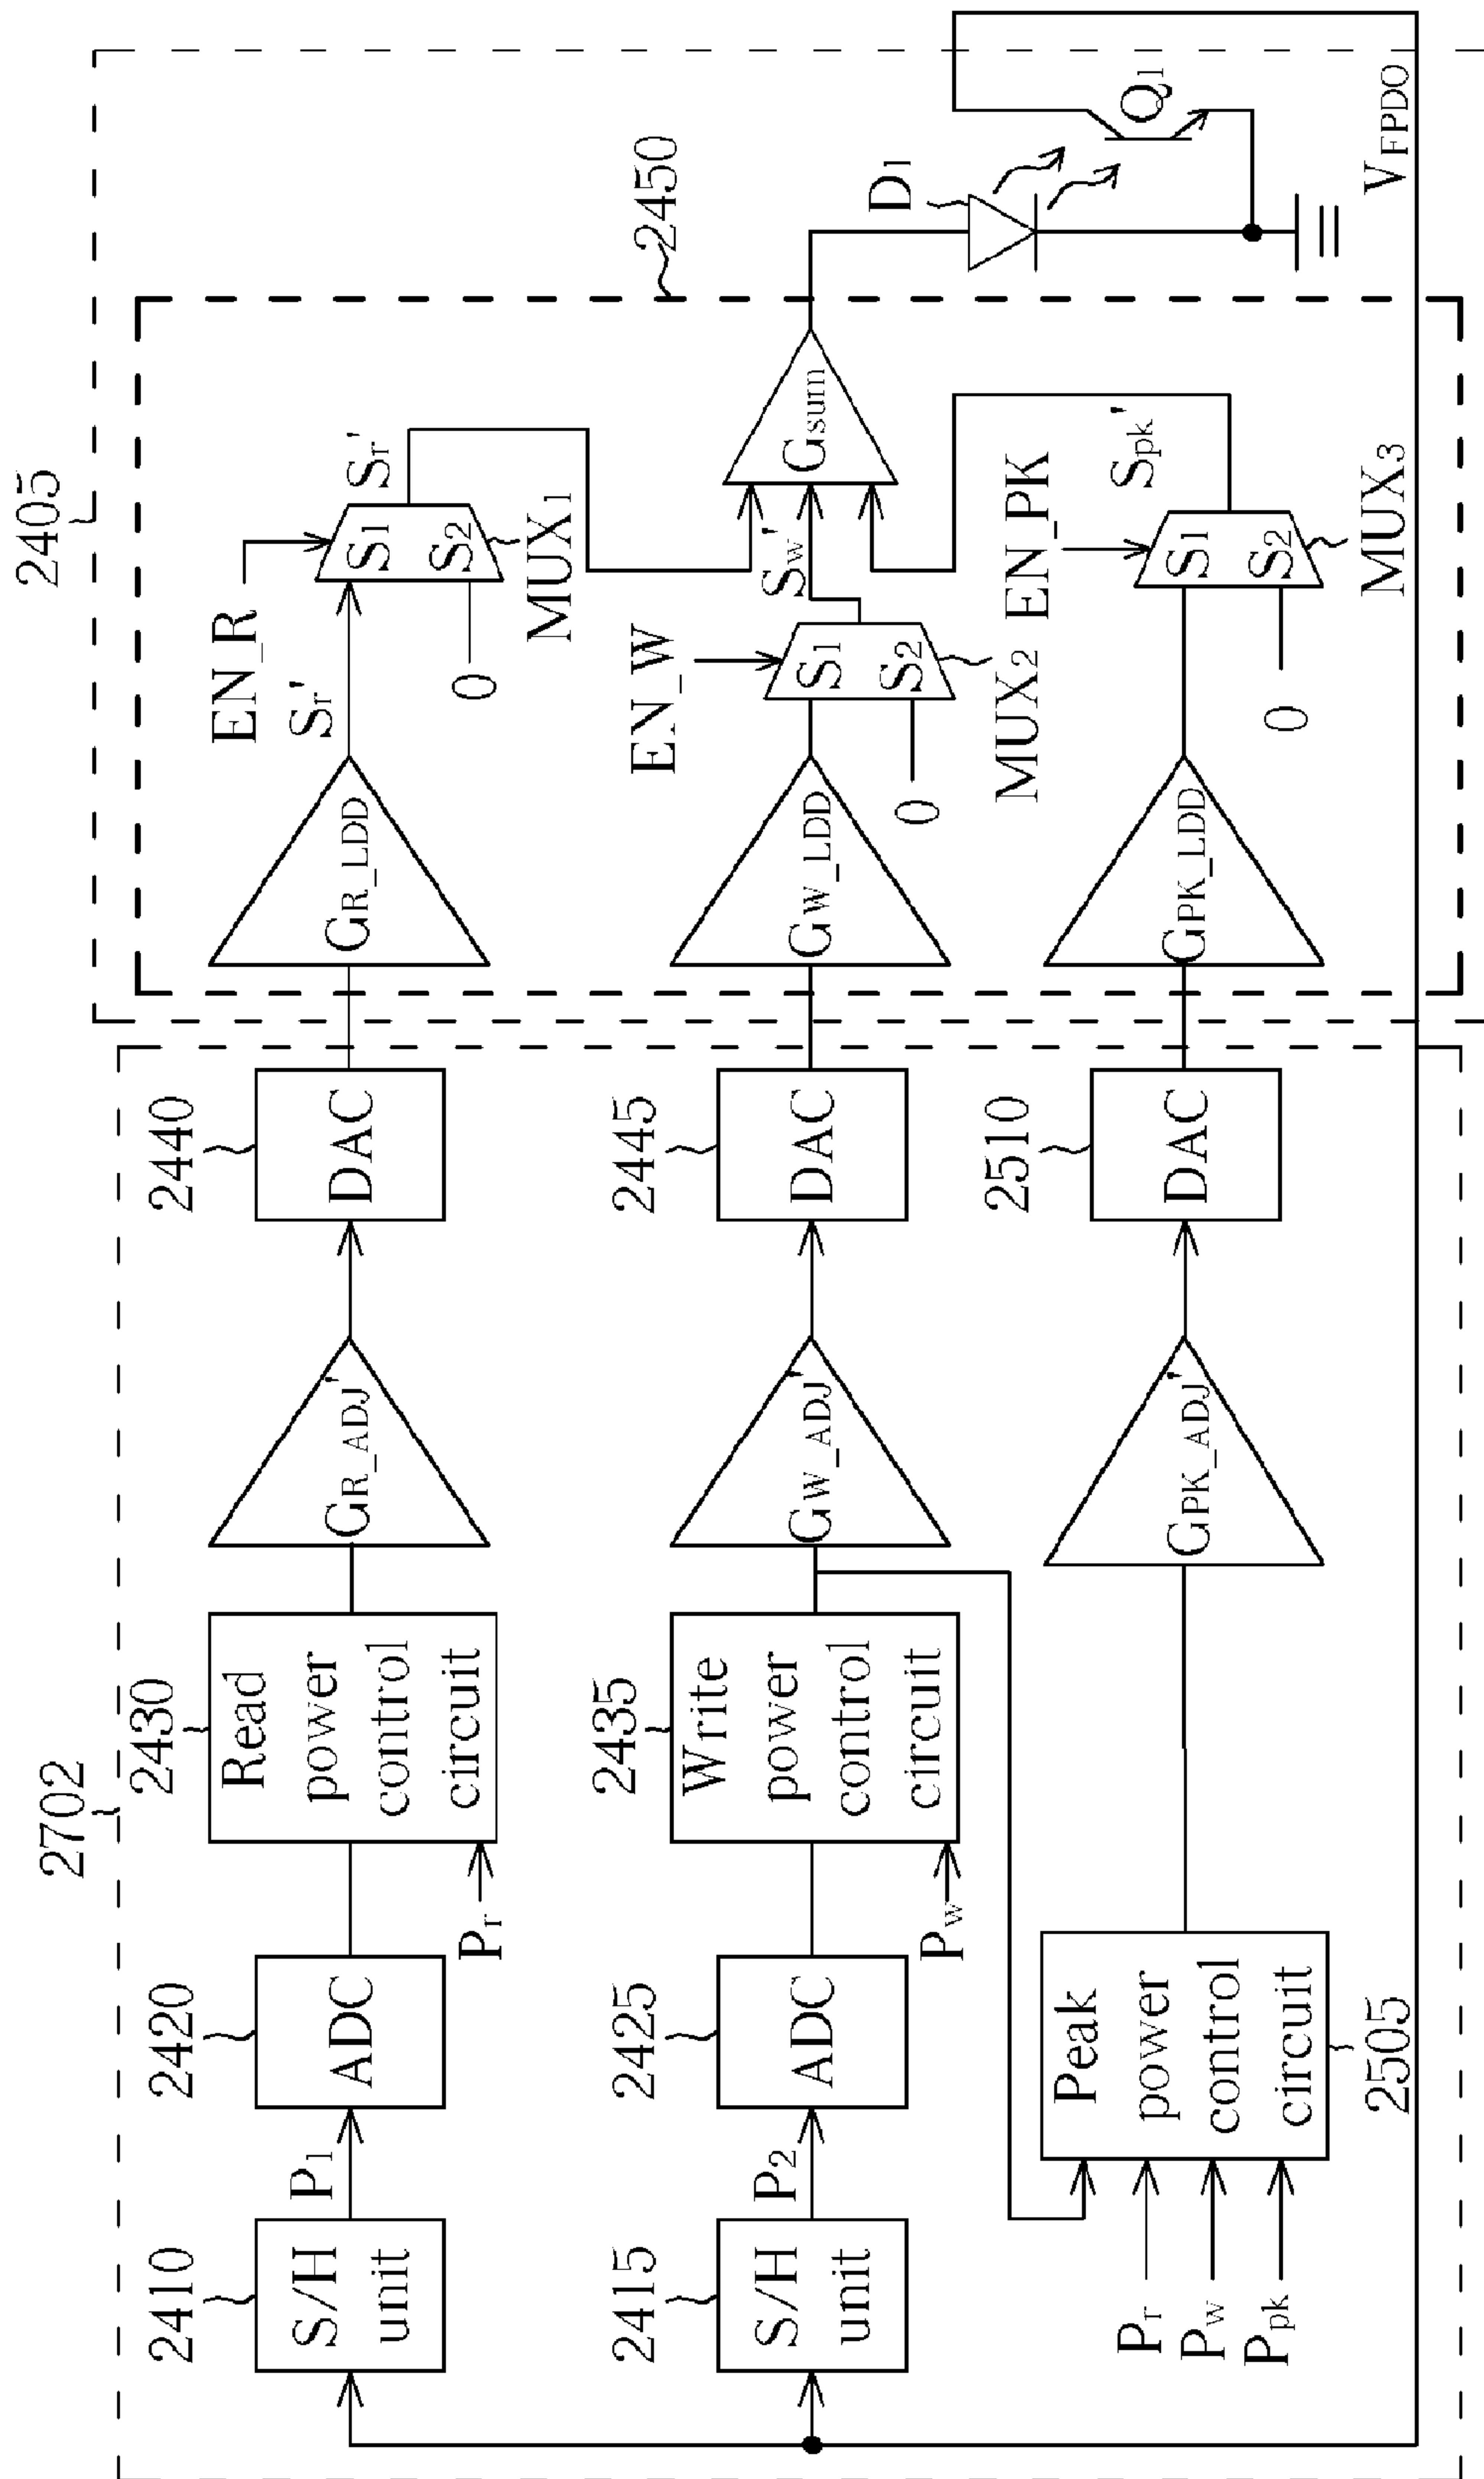 2702
2405
2410
S/H
unit
P1
2420
ADC
2430
Read
power
control
circuit
Pr
GR_ADJ'
2440
DAC
GR_LDD
Sr'
EN_R
S1
S2
0
MUX1
Sr'
2450
2415
S/H
unit
P2
2425
ADC
2435
Write
power
control
circuit
Pw
GW_ADJ'
2445
DAC
GW_LDD
EN_W
S1
S2
0
MUX2
Sw'
Gsum
D1
Q1
Pr
Pw
Ppk
Peak
power
control
circuit
2505
GPK_ADJ'
2510
DAC
GPK_LDD
EN_PK
S1
S2
0
MUX3
Spk'
VFPDO